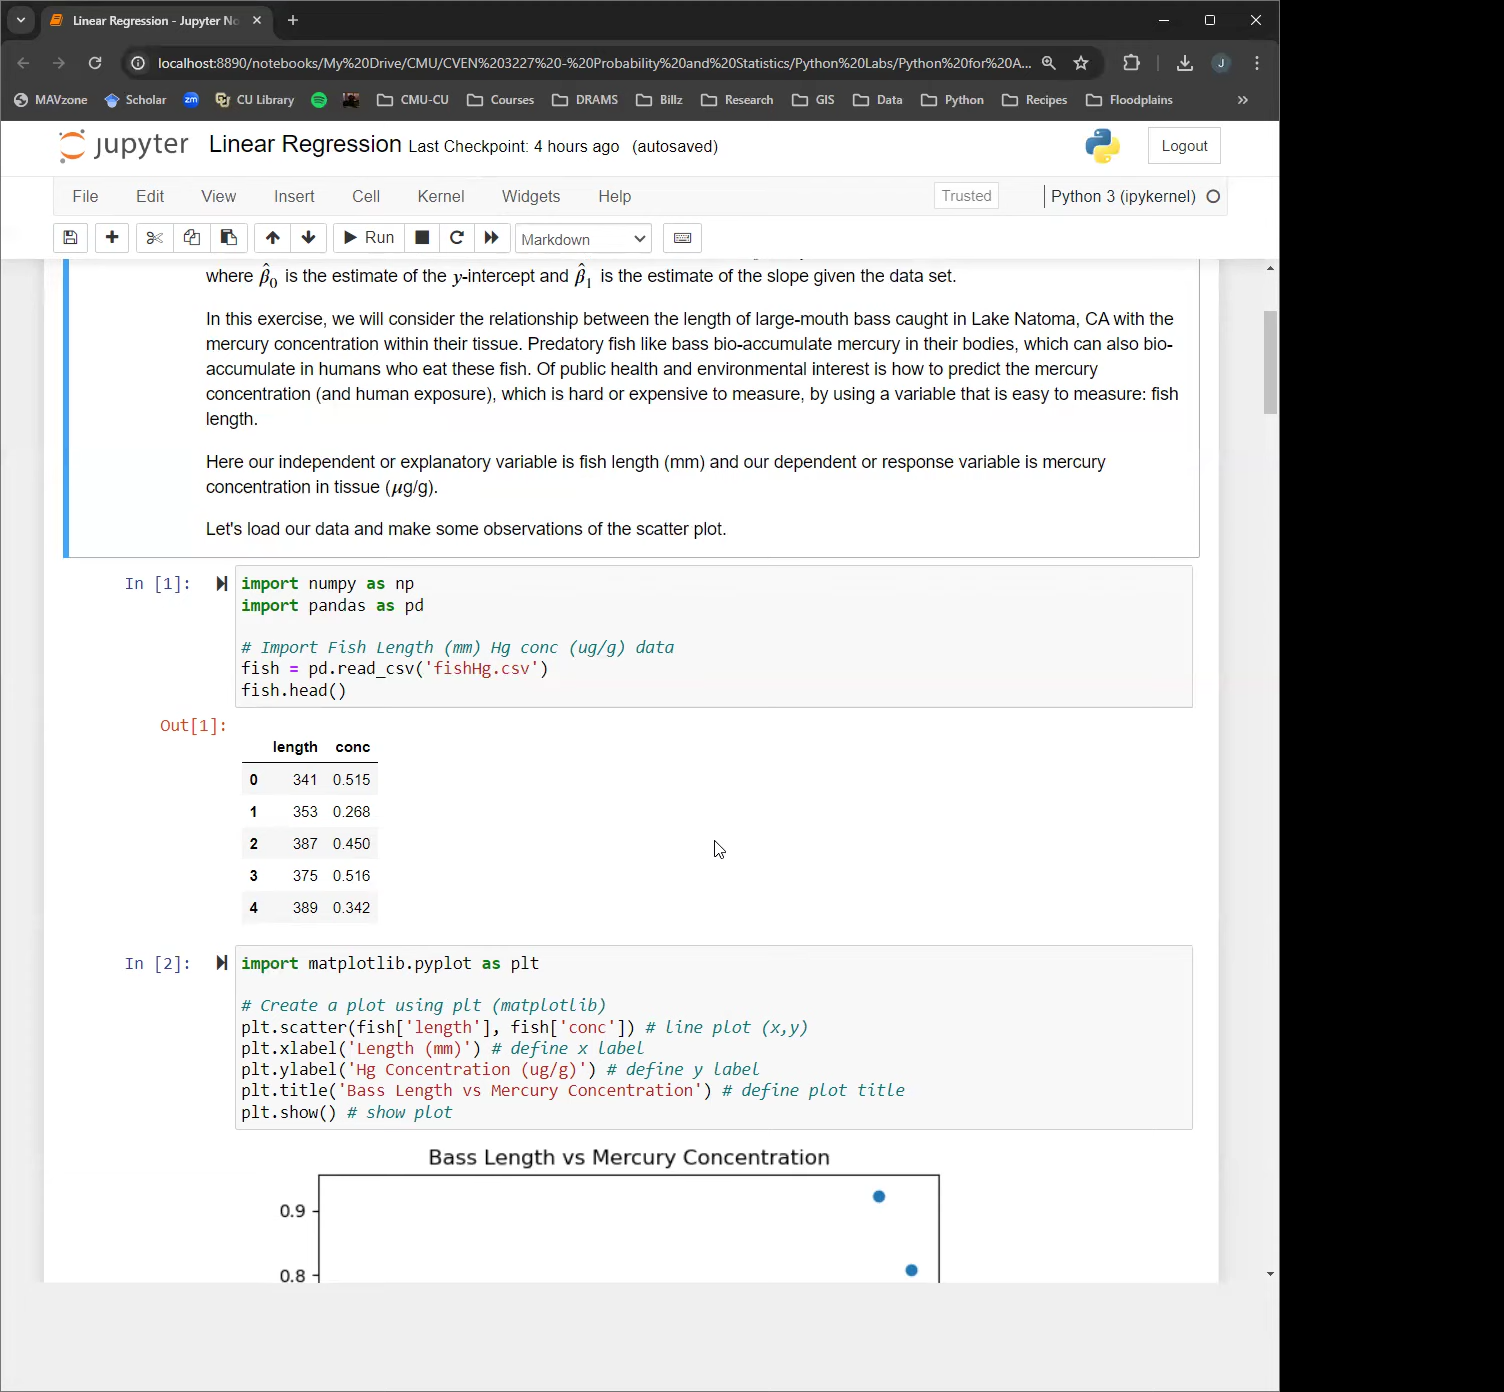 Linear Regression - Jupyter No
localhost:8890/notebooks/My%20Drive/CMU/CVEN%203227%20-%20Probability%20and%20Statistics/Python%20Labs/Python%20for%20A...
J
MAVzone Scholar zm CU Library CMU-CU Courses DRAMS Billz Research GIS Data Python Recipes Floodplains »
jupyter Linear Regression Last Checkpoint: 4 hours ago (autosaved) Logout
File Edit View Insert Cell Kernel Widgets Help Trusted Python 3 (ipykernel)
Run Markdown
where β̂₀ is the estimate of the y-intercept and β̂₁ is the estimate of the slope given the data set.
In this exercise, we will consider the relationship between the length of large-mouth bass caught in Lake Natoma, CA with the
mercury concentration within their tissue. Predatory fish like bass bio-accumulate mercury in their bodies, which can also bio-
accumulate in humans who eat these fish. Of public health and environmental interest is how to predict the mercury
concentration (and human exposure), which is hard or expensive to measure, by using a variable that is easy to measure: fish
length.
Here our independent or explanatory variable is fish length (mm) and our dependent or response variable is mercury
concentration in tissue (μg/g).
Let's load our data and make some observations of the scatter plot.
In [1]: import numpy as np
import pandas as pd
# Import Fish Length (mm) Hg conc (ug/g) data
fish = pd.read_csv('fishHg.csv')
fish.head()
Out[1]:
length conc
0 341 0.515
1 353 0.268
2 387 0.450
3 375 0.516
4 389 0.342
In [2]: import matplotlib.pyplot as plt
# Create a plot using plt (matplotlib)
plt.scatter(fish['length'], fish['conc']) # line plot (x,y)
plt.xlabel('Length (mm)') # define x label
plt.ylabel('Hg Concentration (ug/g)') # define y label
plt.title('Bass Length vs Mercury Concentration') # define plot title
plt.show() # show plot
Bass Length vs Mercury Concentration
0.9
0.8